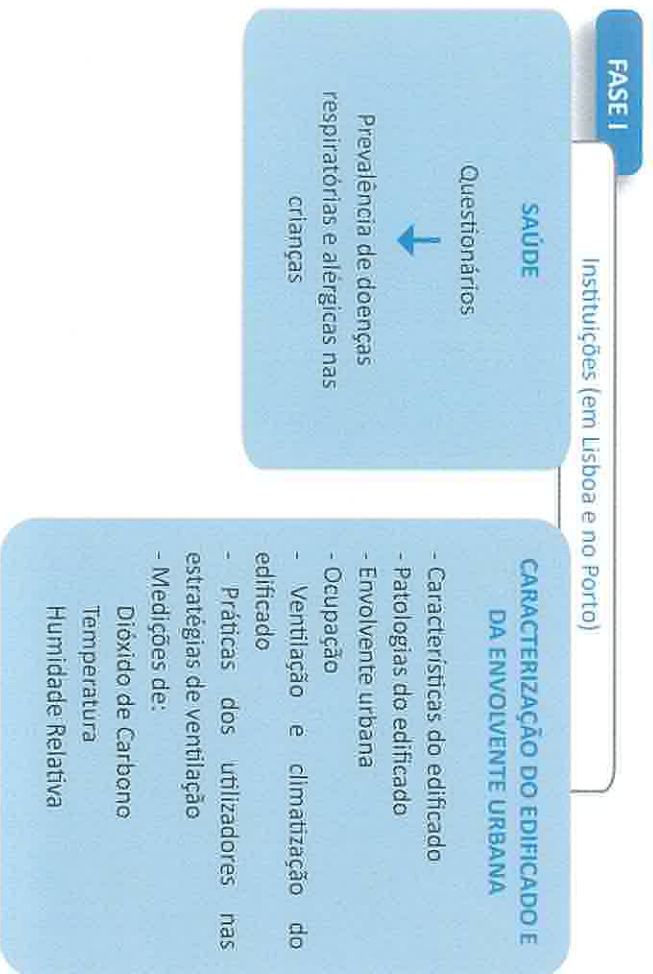 FASE I
Instituições (em Lisboa e no Porto)
SAÚDE
Questionários
Prevalência de doenças
respiratórias e alérgicas nas
crianças
CARACTERIZAÇÃO DO EDIFICADO E
DA ENVOLVENTE URBANA
- Características do edificado
- Patologias do edificado
- Envolvente urbana
- Ocupação
- Ventilação e climatização do
edificado
- Práticas dos utilizadores nas
estratégias de ventilação
- Medições de:
Dióxido de Carbono
Temperatura
Humidade Relativa